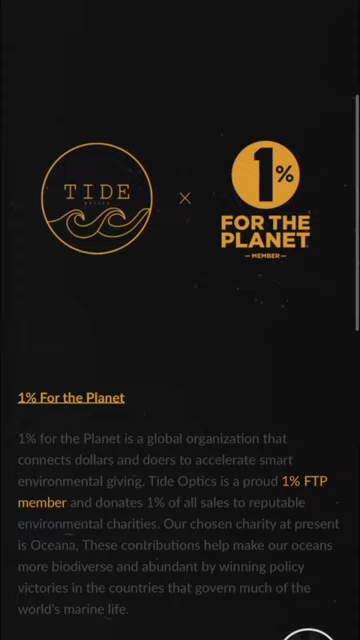 TIDE
×
1%
FOR THE
PLANET
MEMBER
1% For the Planet
1% for the Planet is a global organization that
connects dollars and doers to accelerate smart
environmental giving. Tide Optics is a proud 1% FTP
member and donates 1% of all sales to reputable
environmental charities. Our chosen charity at present
is Oceana, These contributions help make our oceans
more biodiverse and abundant by winning policy
victories in the countries that govern much of the
world's marine life.